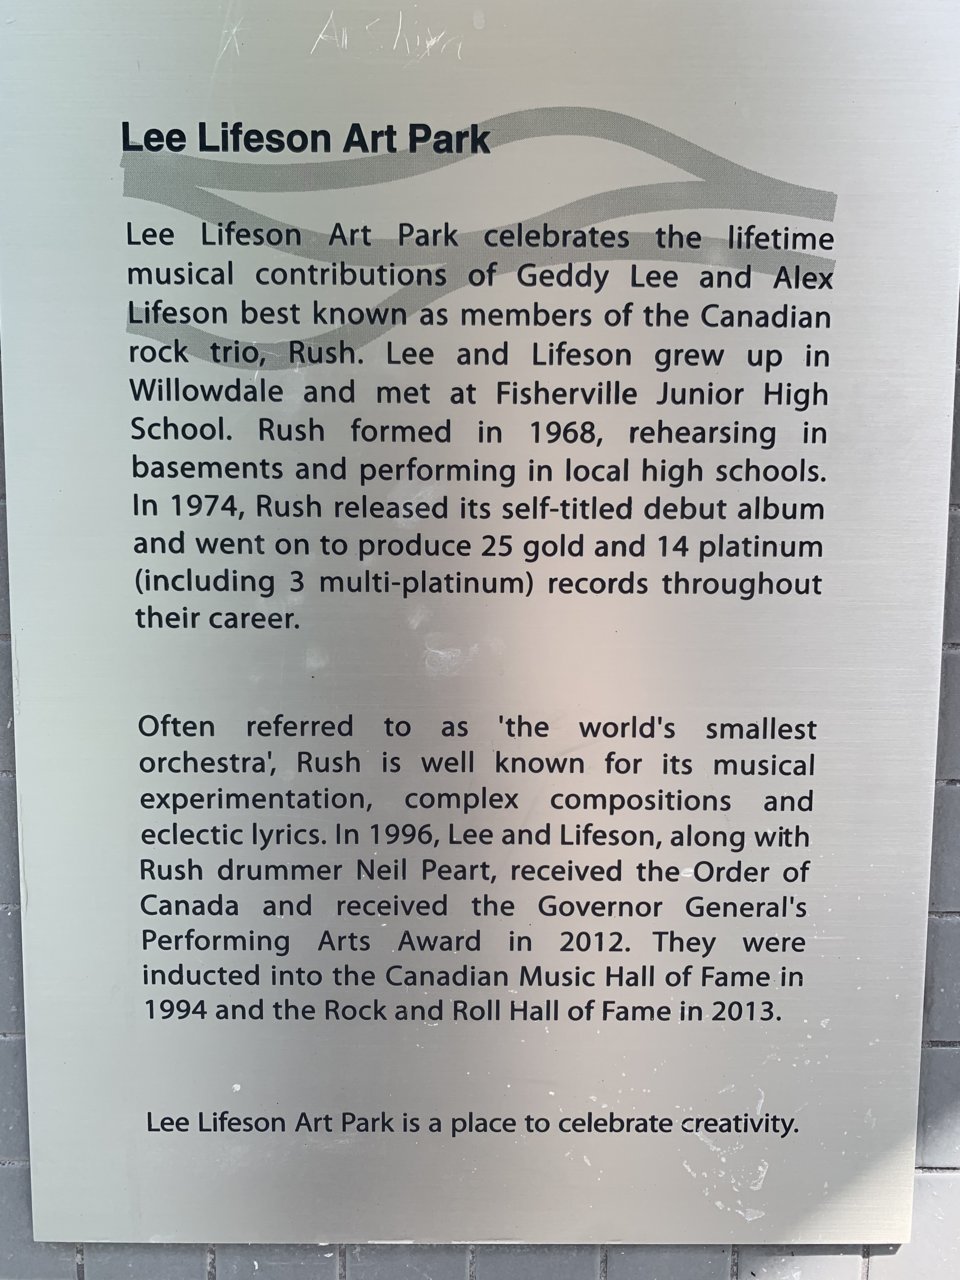 Lee Lifeson Art Park
Lee Lifeson Art Park celebrates the lifetime
musical contributions of Geddy Lee and Alex
Lifeson best known as members of the Canadian
rock trio, Rush. Lee and Lifeson grew up in
Willowdale and met at Fisherville Junior High
School. Rush formed in 1968, rehearsing in
basements and performing in local high schools.
In 1974, Rush released its self-titled debut album
and went on to produce 25 gold and 14 platinum
(including 3 multi-platinum) records throughout
their career.
Often referred to as 'the world's smallest
orchestra', Rush is well known for its musical
experimentation, complex compositions and
eclectic lyrics. In 1996, Lee and Lifeson, along with
Rush drummer Neil Peart, received the Order of
Canada and received the Governor General's
Performing Arts Award in 2012. They were
inducted into the Canadian Music Hall of Fame in
1994 and the Rock and Roll Hall of Fame in 2013.
Lee Lifeson Art Park is a place to celebrate creativity.